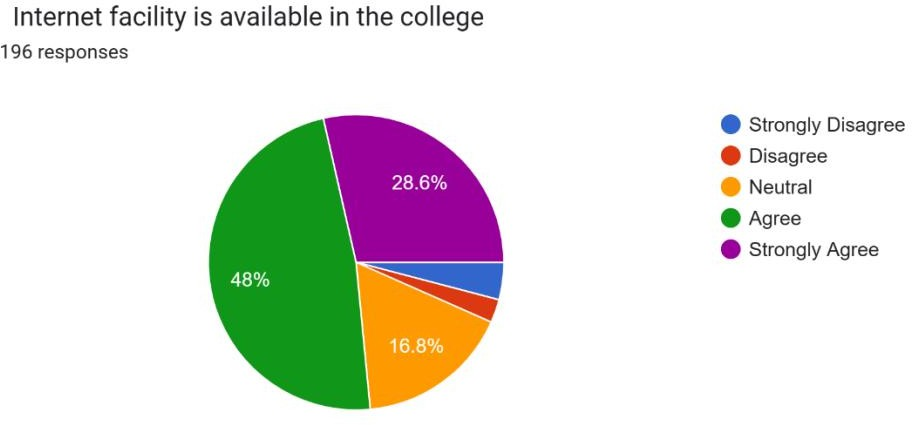 Internet facility is available in the college
196 responses
28.6%
48%
16.8%
Strongly Disagree
Disagree
Neutral
Agree
Strongly Agree